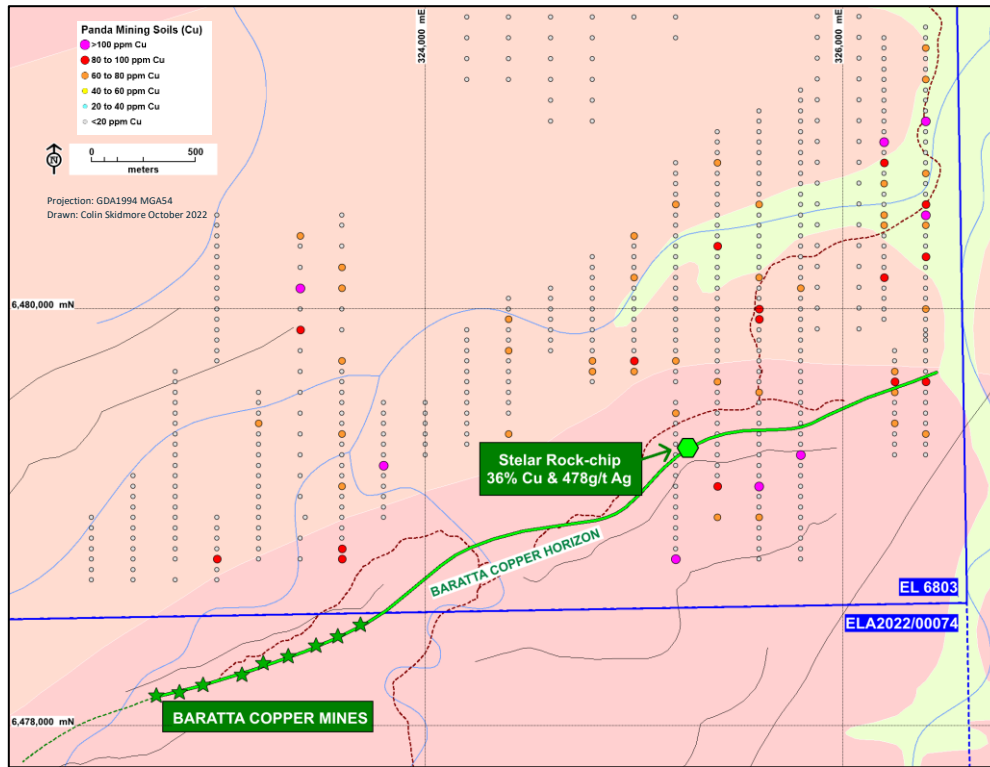 324,000 mE
326,000 mE
Panda Mining Soils (Cu)
>100 ppm Cu
80 to 100 ppm Cu
60 to 80 ppm Cu
40 to 60 ppm Cu
20 to 40 ppm Cu
<20 ppm Cu
N
0 500
meters
Projection: GDA1994 MGA54
Drawn: Colin Skidmore October 2022
6,480,000 mN
Stelar Rock-chip
36% Cu & 478g/t Ag
BARATTA COPPER HORIZON
EL 6803
ELA2022/00074
BARATTA COPPER MINES
6,478,000 mN